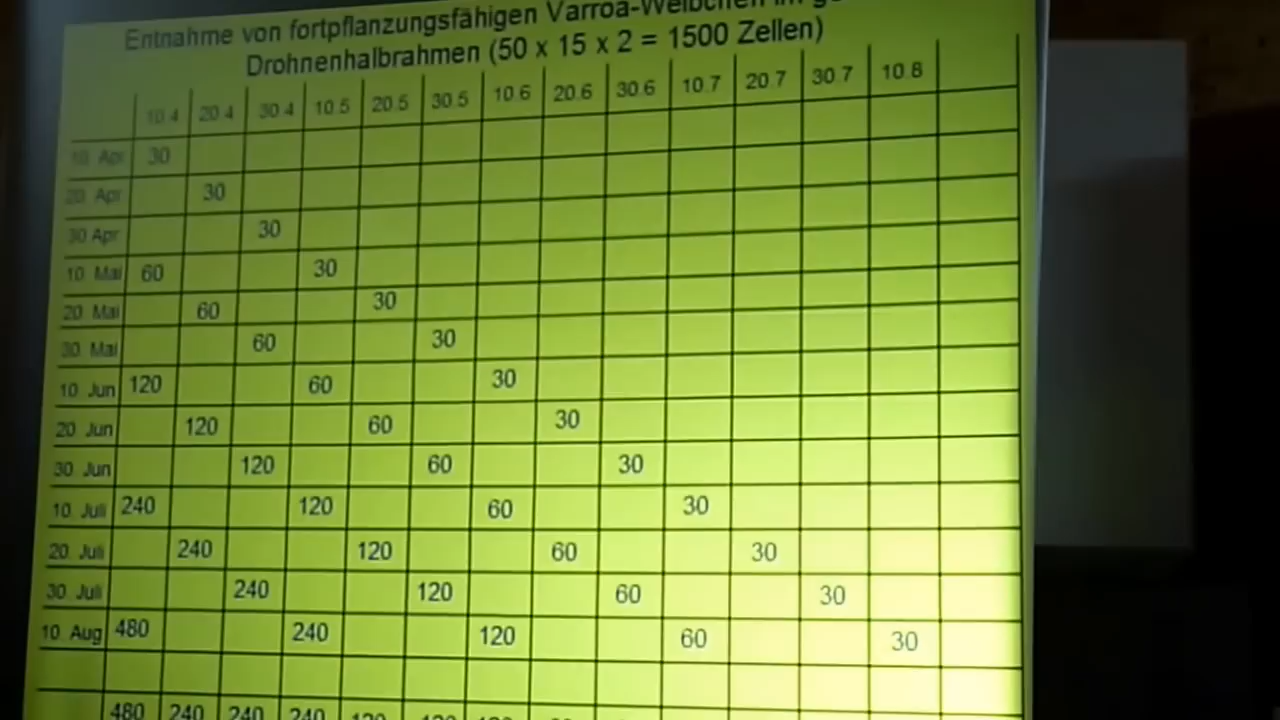 Entnahme von fortpflanzungsfähigen Varroa-Weibchen im
Drohnenhalbrahmen (50 x 15 x 2 = 1500 Zellen)
10.4 20.4 30.4 10.5 20.5 30.5 10.6 20.6 30.6 10.7 20.7 30.7 10.8
10. Apr 30
20. Apr 30
30 Apr 30
10. Mai 60 30
20. Mai 60 30
30. Mai 60 30
10. Jun 120 60 30
20. Jun 120 60 30
30. Jun 120 60 30
10. Juli 240 120 60 30
20. Juli 240 120 60 30
30. Juli 240 120 60 30
10. Aug 480 240 120 60 30
480 240 240 240 120 120 120